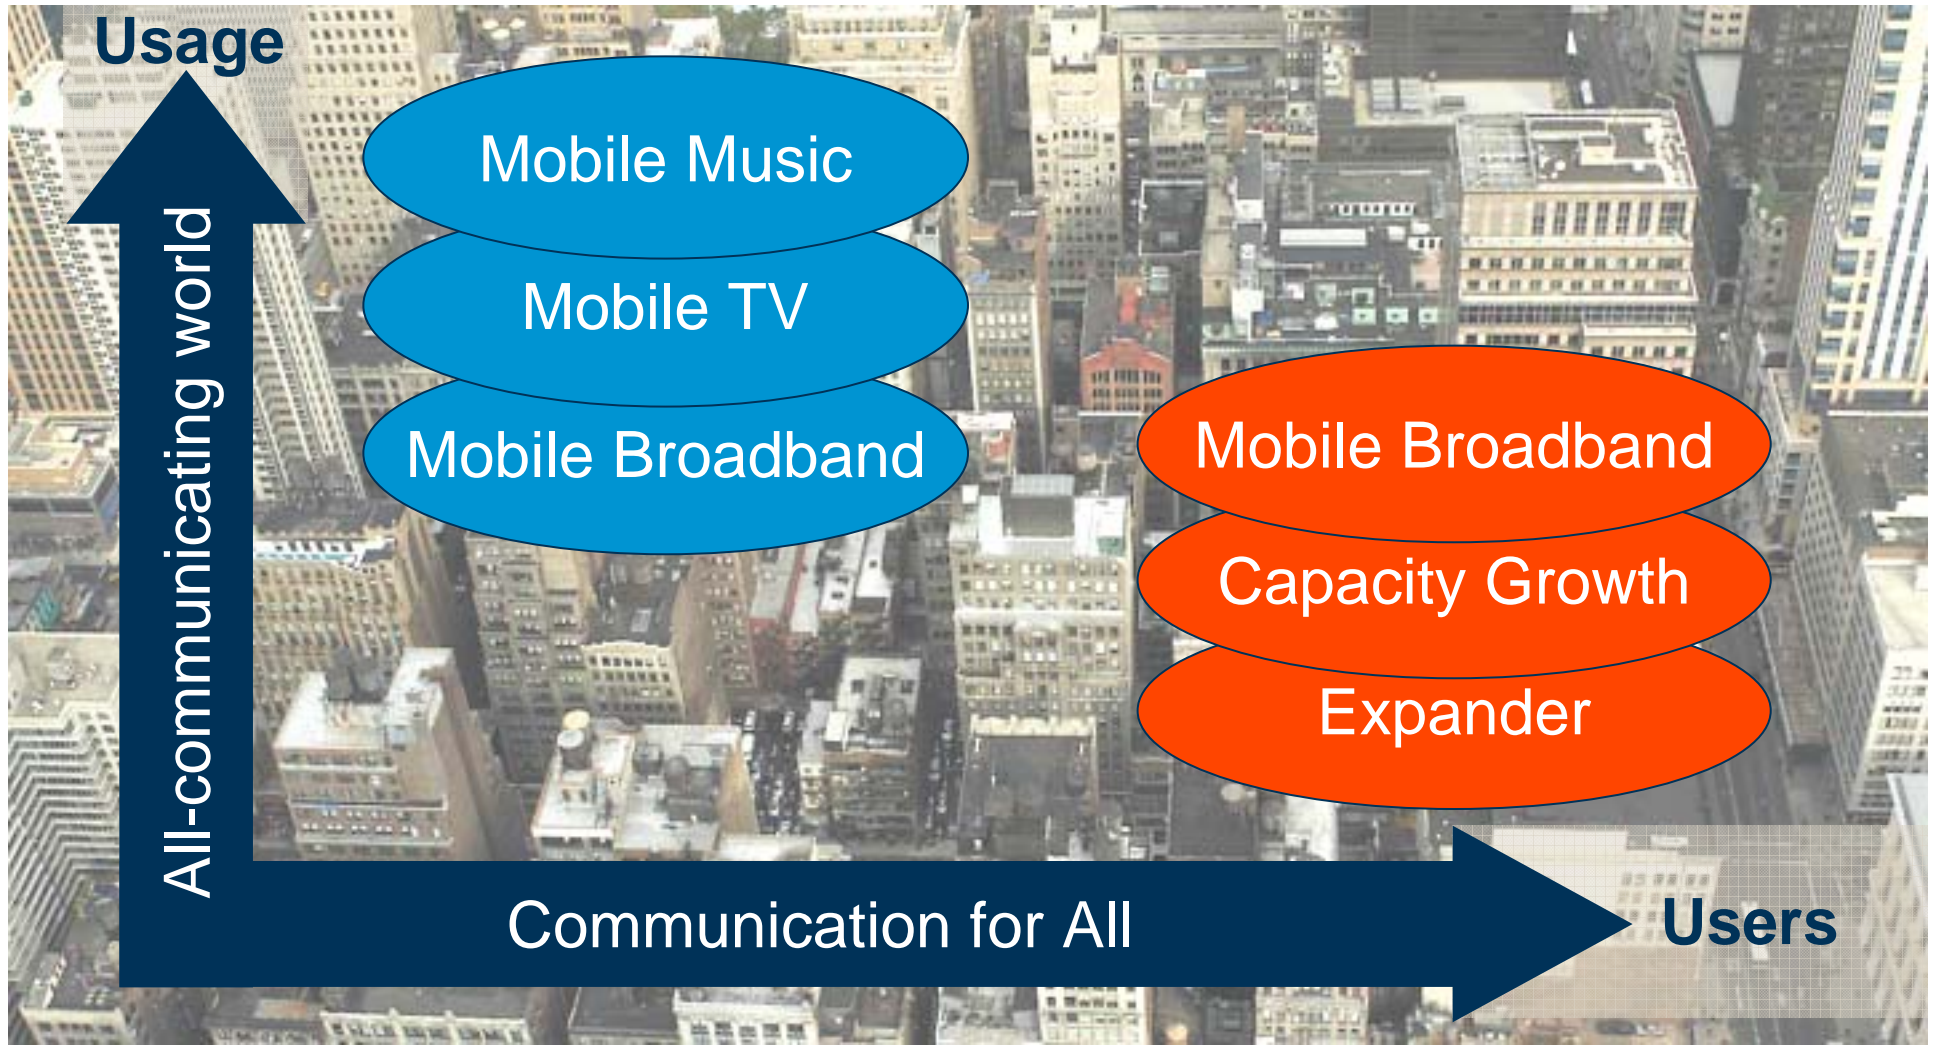 Usage
All-communicating world
Mobile Music
Mobile TV
Mobile Broadband
Mobile Broadband
Capacity Growth
Expander
Communication for All
Users